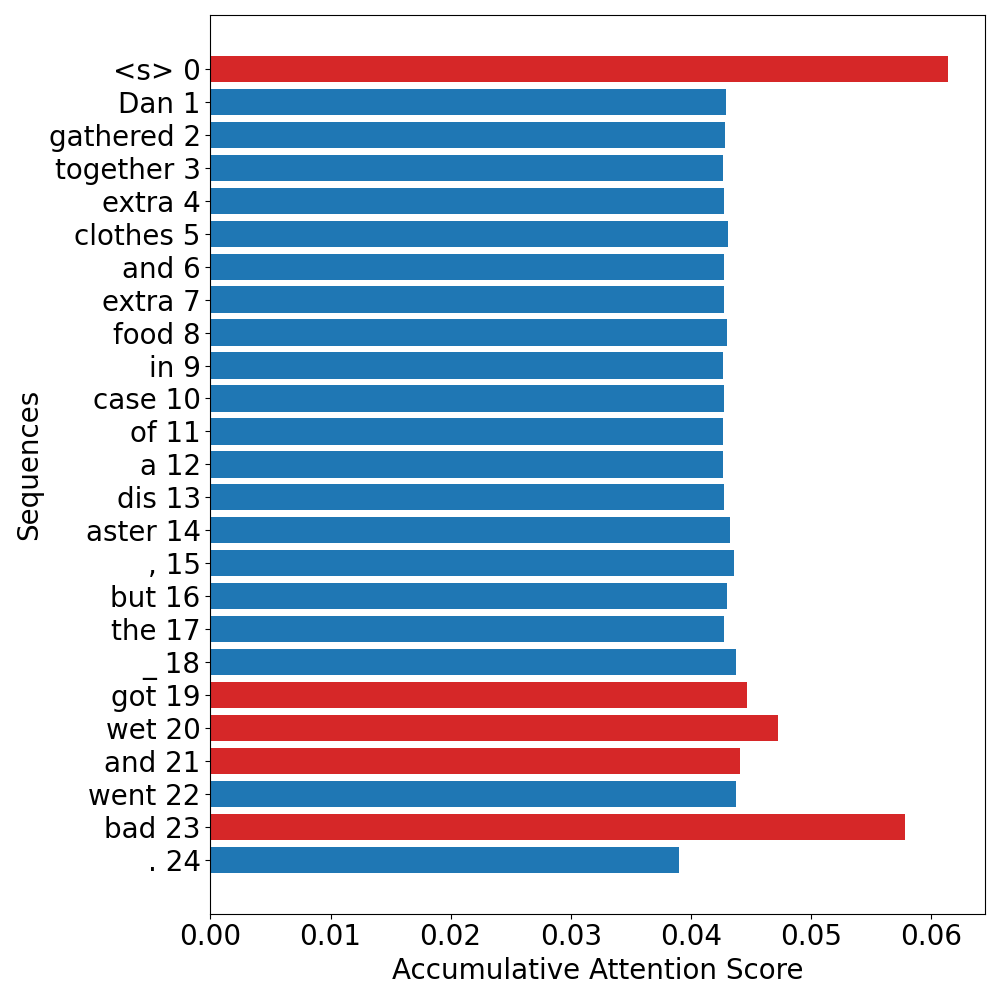 <s> 0
Dan 1
gathered 2
together 3
extra 4
clothes 5
and 6
extra 7
food 8
in 9
case 10
of 11
a 12
dis 13
aster 14
, 15
but 16
the 17
_ 18
got 19
wet 20
and 21
went 22
bad 23
. 24
Sequences
0.00 0.01 0.02 0.03 0.04 0.05 0.06
Accumulative Attention Score